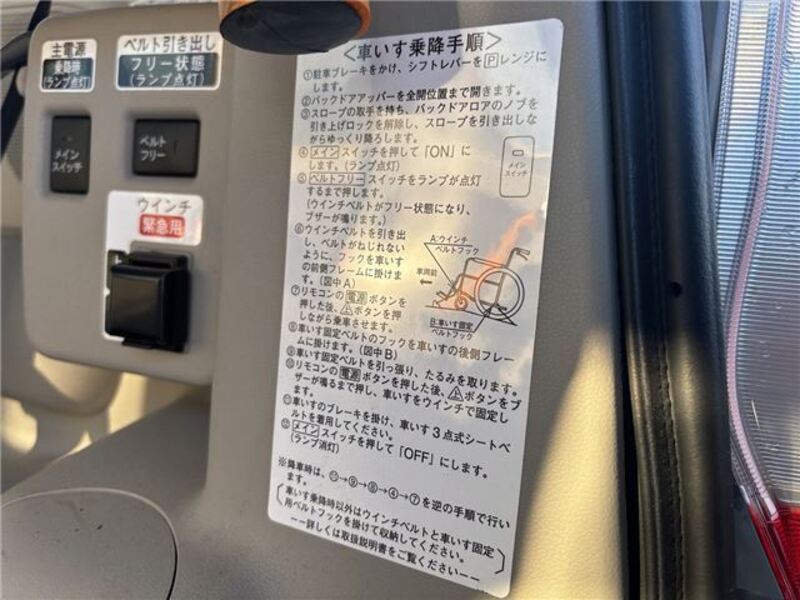 主電源
乗降時
(ランプ点灯)
ベルト引き出し
フリー状態
(ランプ点灯)
メイン
スイッチ
ベルト
フリー
ウインチ
緊急用
<車いす乗降手順>
①駐車ブレーキをかけ、シフトレバーをPレンジに
します。
②バックドアアッパーを全開位置まで開きます。
③スロープの取手を持ち、バックドアロアのノブを
引き上げロックを解除し、スロープを引き出しな
がらゆっくり降ろします。
④メインスイッチを押して「ON」に
します。(ランプ点灯)
⑤ベルトフリースイッチをランプが点灯
するまで押します。
(ウインチベルトがフリー状態になり、
ブザーが鳴ります。)
メイン
スイッチ
⑥ウインチベルトを引き出
し、ベルトがねじれない
ように、フックを車いす
の前側フレームに掛けま
す。(図中A)
⑦リモコンの電源ボタンを
押した後、△ボタンを押
しながら乗車させます。
A:ウインチ
ベルトフック
車両前
B:車いす固定
ベルトフック
⑧車いす固定ベルトのフックを車いすの後側フレー
ムに掛けます。(図中B)
⑨車いす固定ベルトを引っ張り、たるみを取ります。
⑩リモコンの電源ボタンを押した後、△ボタンをブ
ザーが鳴るまで押し、車いすをウインチで固定し
ます。
⑪車いすのブレーキを掛け、車いす3点式シートベ
ルトを着用してください。
⑫メインスイッチを押して「OFF」にします。
(ランプ消灯)
※降車時は、⑪→⑨→⑧→④→⑦を逆の手順で行い
ます。
(車いす乗降時以外はウインチベルトと車いす固定
用ベルトフックを掛けて収納してください。)
ーー詳しくは取扱説明書をご覧くださいーー